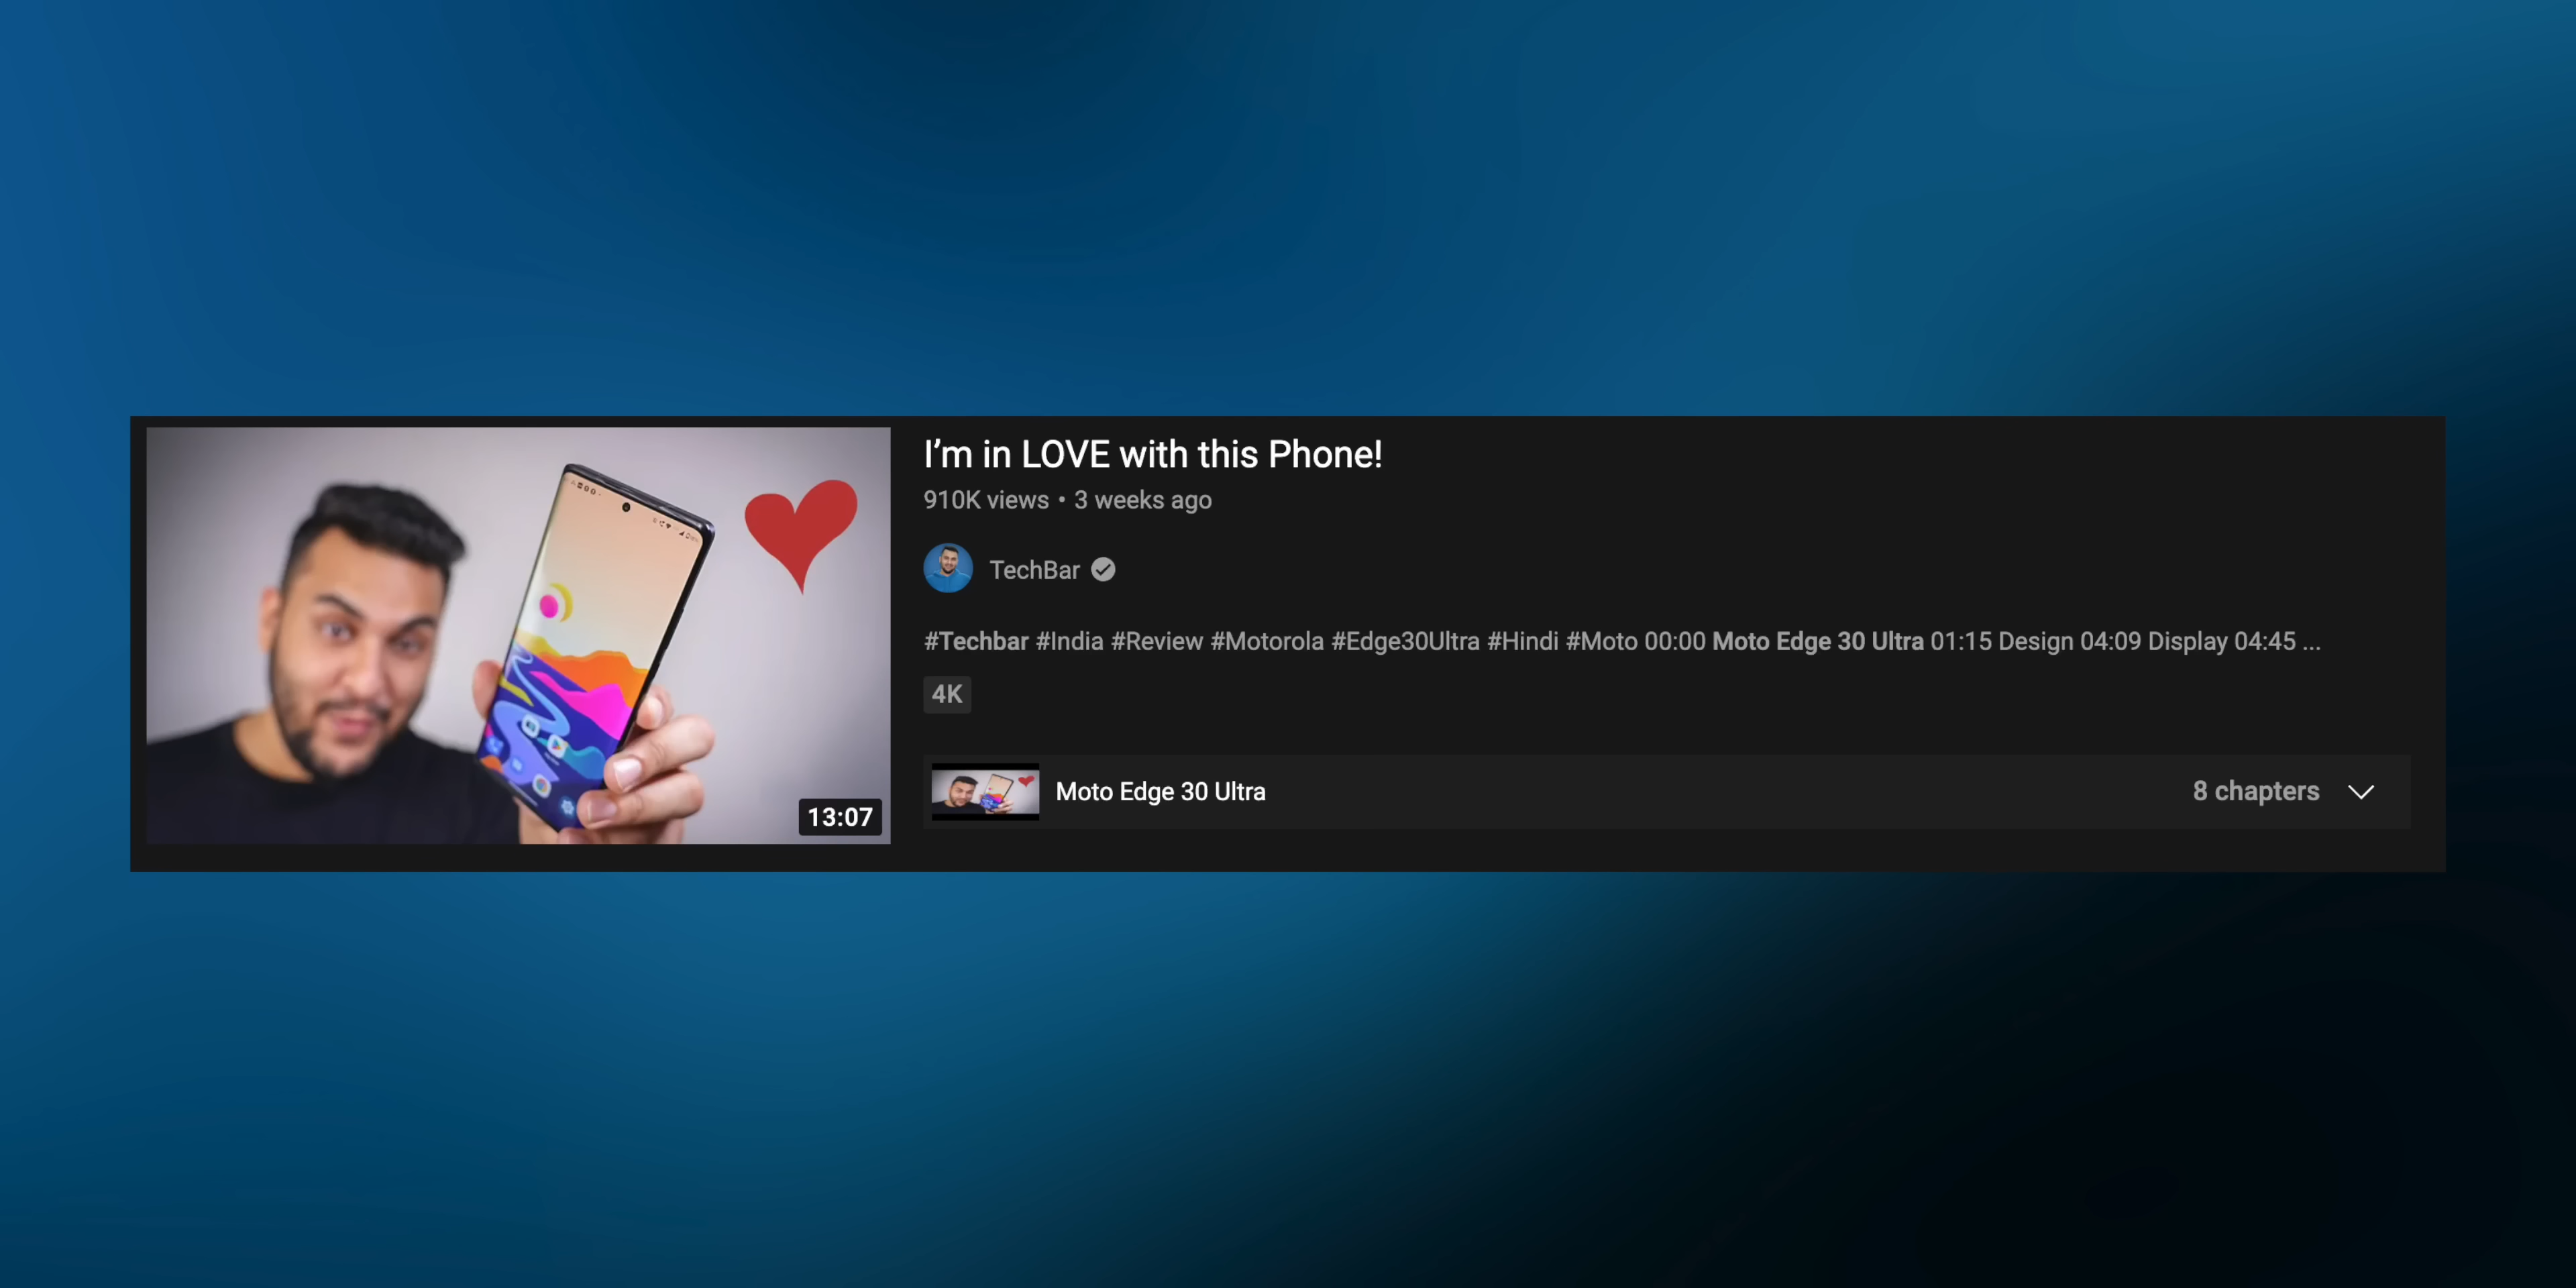 I’m in LOVE with this Phone!
910K views • 3 weeks ago
TechBar
#Techbar #India #Review #Motorola #Edge30Ultra #Hindi #Moto 00:00 Moto Edge 30 Ultra 01:15 Design 04:09 Display 04:45 ...
4K
13:07
Moto Edge 30 Ultra
8 chapters